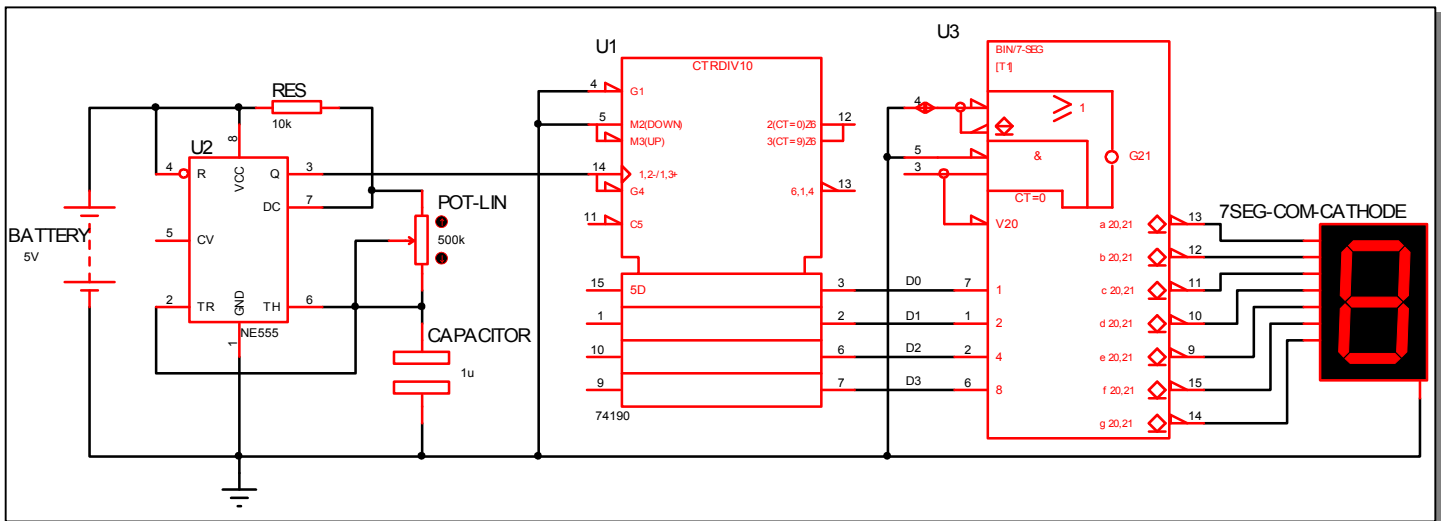 BATTERY
5V
RES
10k
U2
4
R
8
VCC
Q
3
DC
7
5
CV
2
TR
GND
1
TH
6
NE555
POT-LIN
500k
CAPACITOR
1u
U1
CTRDIV10
4
G1
5
M2(DOWN)
M3(UP)
2(CT=0)Z6
12
3(CT=9)Z6
14
1,2-/1,3+
G4
6,1,4
13
11
C5
15
5D
3
D0
1
2
D1
10
6
D2
9
7
D3
74190
U3
BIN/7-SEG
[T1]
4
1
5
&
3
G21
CT=0
V20
7
1
1
2
2
4
6
8
a 20,21
13
b 20,21
12
c 20,21
11
d 20,21
10
e 20,21
9
f 20,21
15
g 20,21
14
7SEG-COM-CATHODE